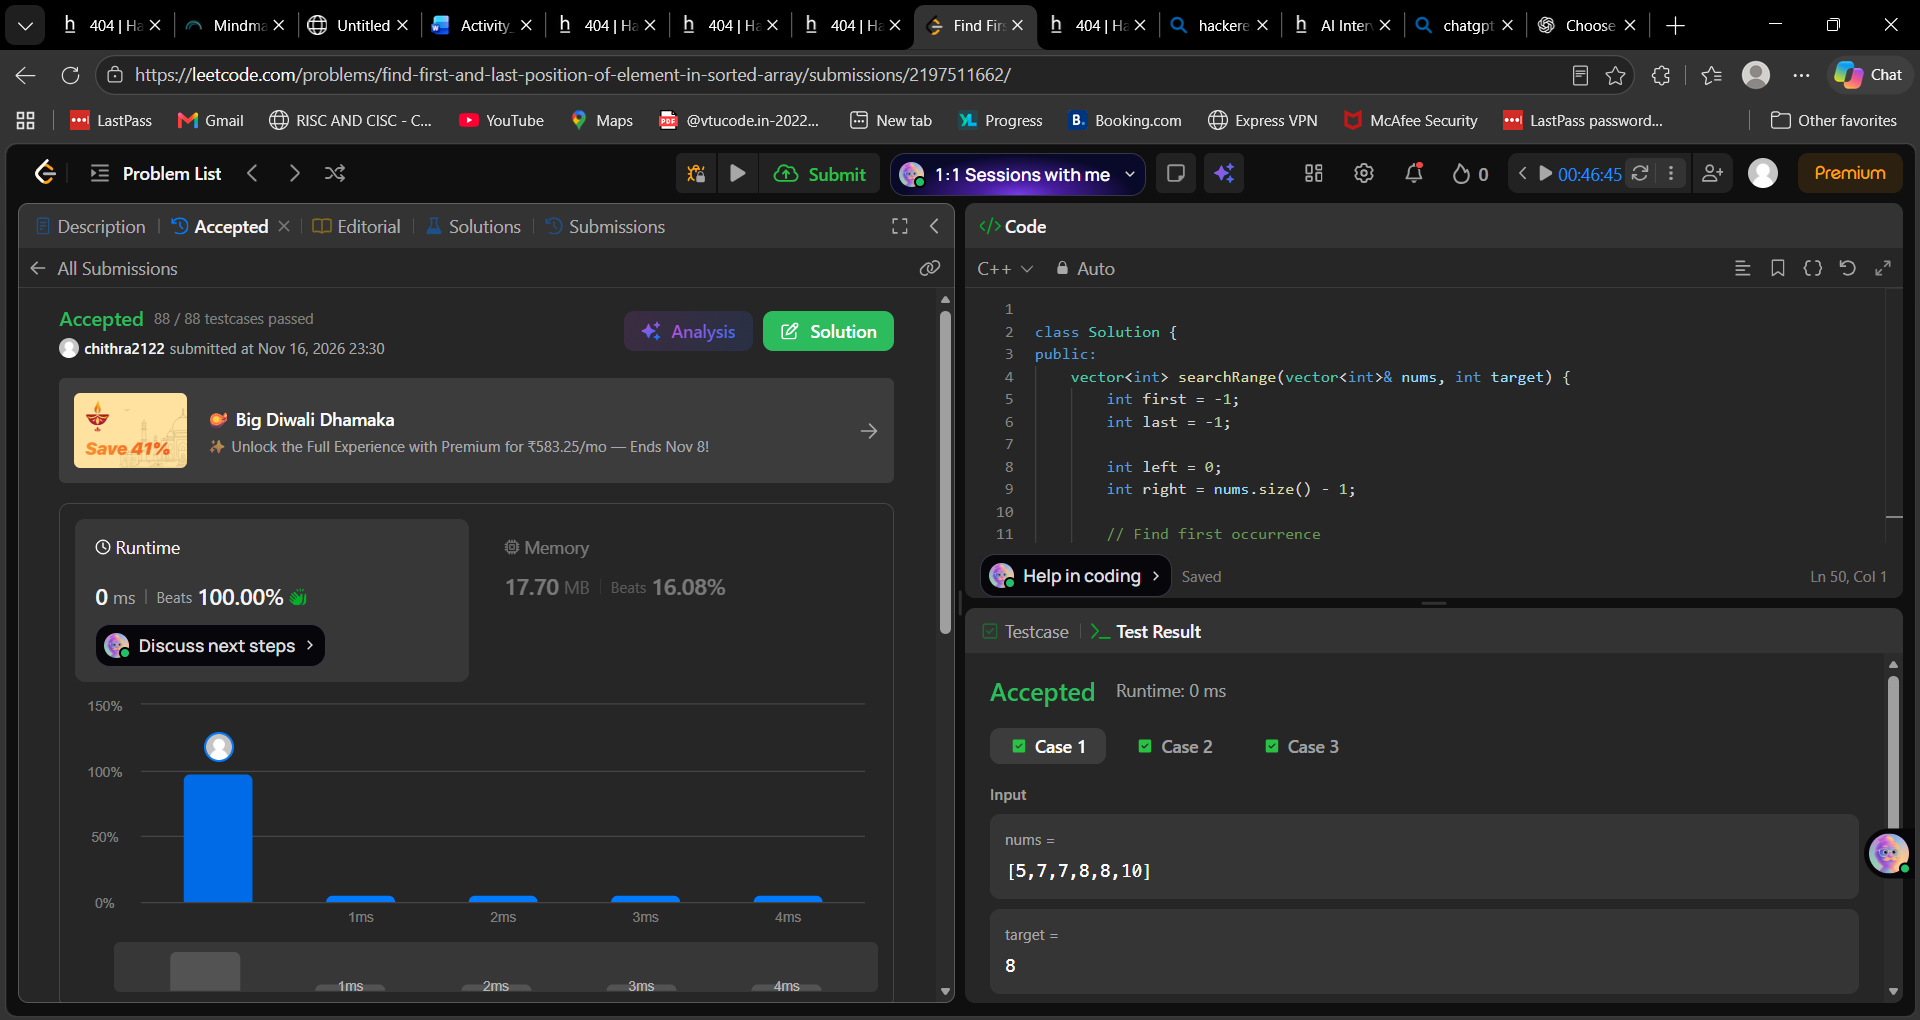 404 | Ha
Mindma
Untitled
Activity_
404 | Ha
404 | Ha
404 | Ha
Find Firs
404 | Ha
hackere
AI Inter
chatgpt
Choose
https://leetcode.com/problems/find-first-and-last-position-of-element-in-sorted-array/submissions/2197511662/
Chat
LastPass
Gmail
RISC AND CISC - C...
YouTube
Maps
@vtucode.in-2022...
New tab
Progress
Booking.com
Express VPN
McAfee Security
LastPass password...
Other favorites
Problem List
Submit
1:1 Sessions with me
0
00:46:45
Premium
Description
Accepted
Editorial
Solutions
Submissions
All Submissions
Accepted 88 / 88 testcases passed
chithra2122 submitted at Nov 16, 2026 23:30
Analysis
Solution
Save 41%
Big Diwali Dhamaka
Unlock the Full Experience with Premium for ₹583.25/mo — Ends Nov 8!
Runtime
0 ms | Beats 100.00%
Discuss next steps
Memory
17.70 MB | Beats 16.08%
150%
100%
50%
0%
1ms
2ms
3ms
4ms
1ms
2ms
3ms
4ms
Code
C++
Auto
1
2 class Solution {
3 public:
4 vector<int> searchRange(vector<int>& nums, int target) {
5 int first = -1;
6 int last = -1;
7
8 int left = 0;
9 int right = nums.size() - 1;
10
11 // Find first occurrence
Help in coding
Saved
Ln 50, Col 1
Testcase
Test Result
Accepted Runtime: 0 ms
Case 1
Case 2
Case 3
Input
nums =
[5,7,7,8,8,10]
target =
8